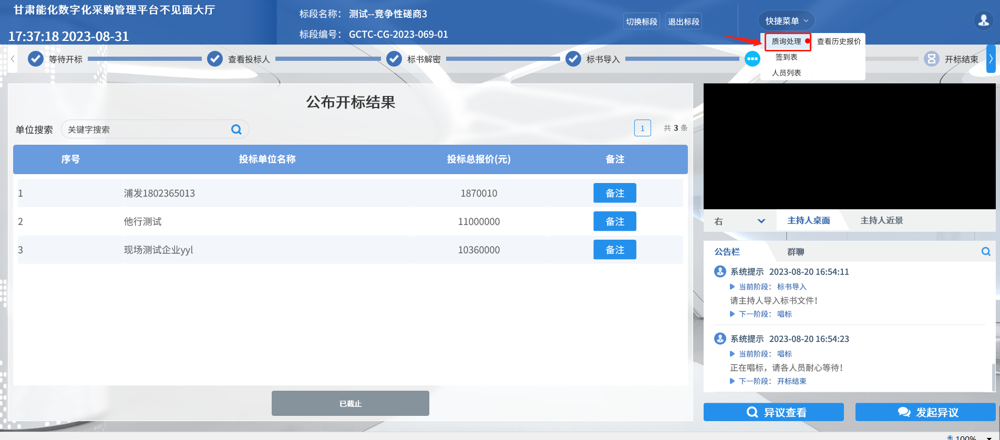 甘肃能化数字化采购管理平台不见面大厅
17:37:18 2023-08-31
标段名称： 测试--竞争性磋商3
标段编号： GCTC-CG-2023-069-01
切换标段 退出标段
快捷菜单
质询处理 查看历史报价
签到表
人员列表
等待开标 查看投标人 标书解密 标书导入 开标结束
公布开标结果
单位搜索 关键字搜索
1 共 3 条
序号 投标单位名称 投标总报价(元) 备注
1 浦发1802365013 1870010 备注
2 他行测试 11000000 备注
3 现场测试企业yyl 10360000 备注
已截止
右 主持人桌面 主持人近景
公告栏 群聊
系统提示 2023-08-20 16:54:11
当前阶段： 标书导入
请主持人导入标书文件！
下一阶段： 唱标
系统提示 2023-08-20 16:54:23
当前阶段： 唱标
正在唱标，请各人员耐心等待！
下一阶段： 开标结束
异议查看 发起异议
100%